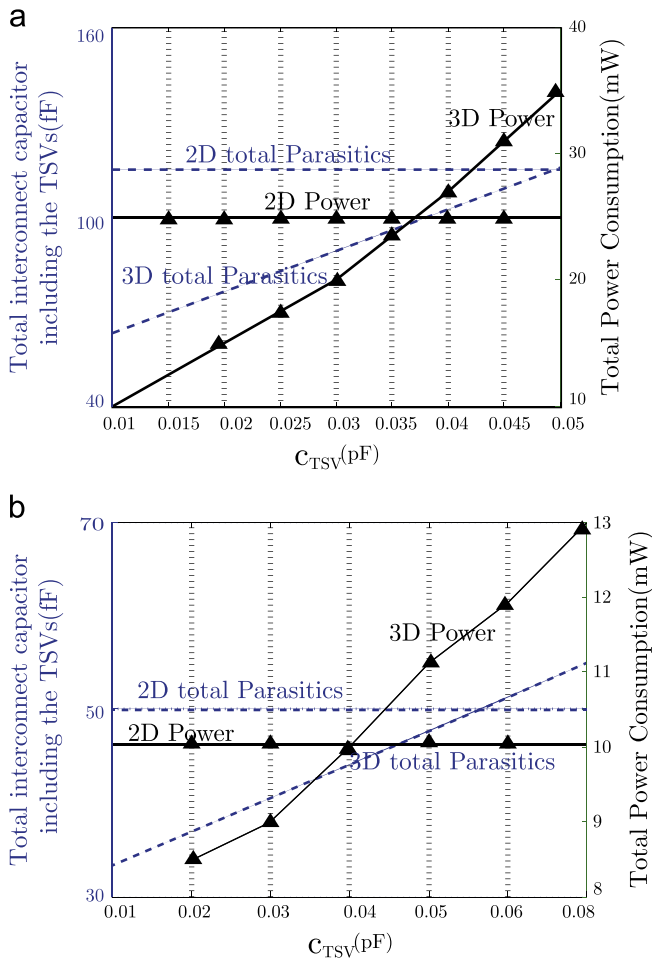 a
160
100
40
Total interconnect capacitor
including the TSVs(fF)
40
30
20
10
Total Power Consumption(mW)
3D Power
2D total Parasitics
2D Power
3D total Parasitics
0.01 0.015 0.02 0.025 0.03 0.035 0.04 0.045 0.05
cTSV(pF)
b
70
50
30
Total interconnect capacitor
including the TSVs(fF)
13
12
11
10
9
8
Total Power Consumption(mW)
3D Power
2D total Parasitics
2D Power
3D total Parasitics
0.01 0.02 0.03 0.04 0.05 0.06 0.08
cTSV(pF)